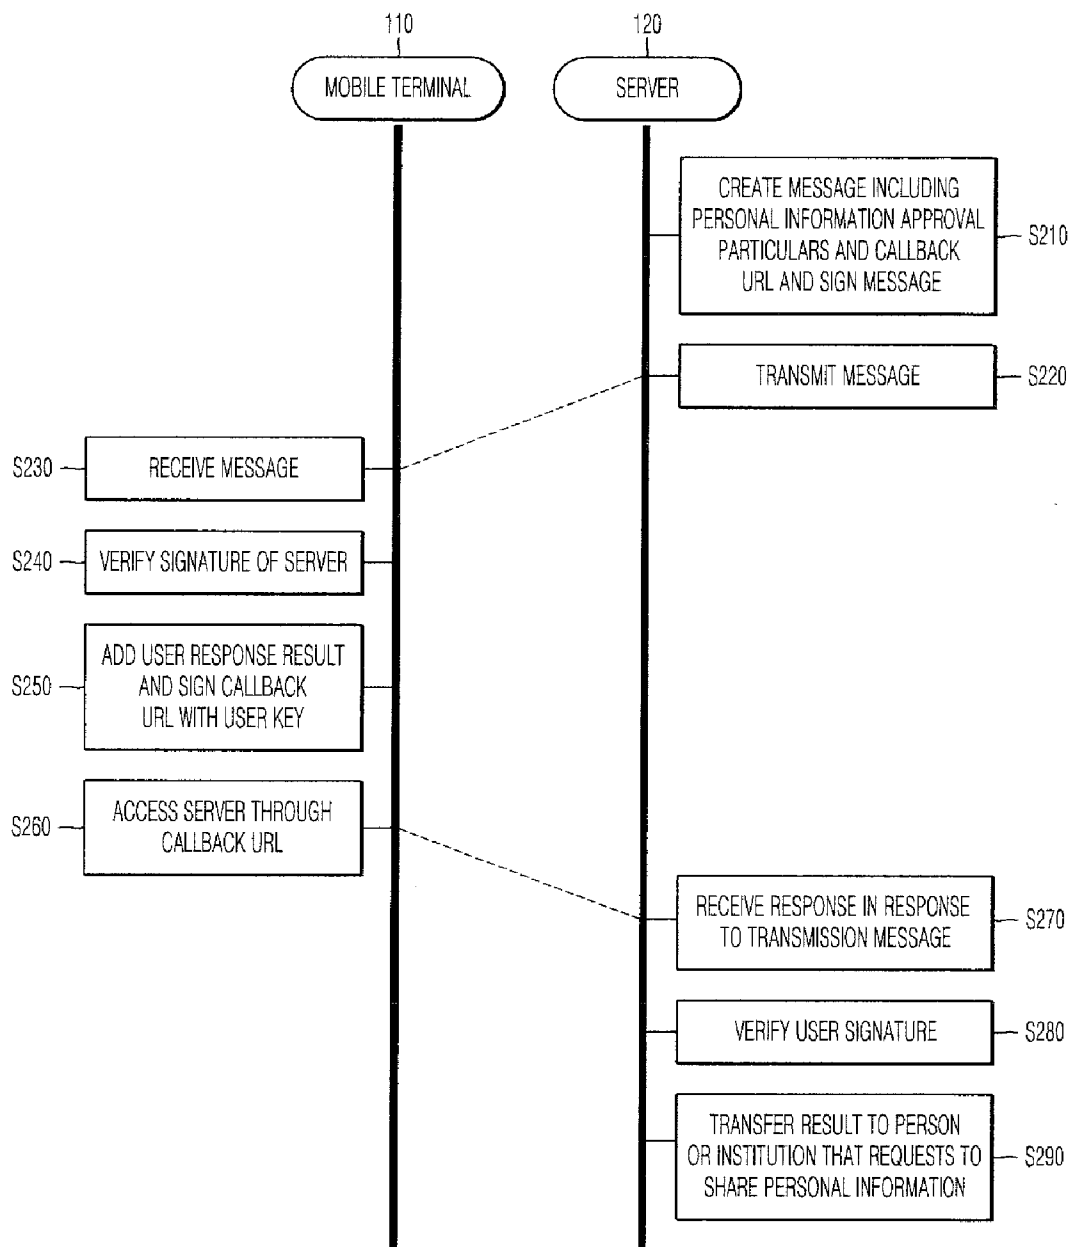 110
120
MOBILE TERMINAL
SERVER
CREATE MESSAGE INCLUDING
PERSONAL INFORMATION APPROVAL
PARTICULARS AND CALLBACK
URL AND SIGN MESSAGE
S210
TRANSMIT MESSAGE
S220
S230
RECEIVE MESSAGE
S240
VERIFY SIGNATURE OF SERVER
S250
ADD USER RESPONSE RESULT
AND SIGN CALLBACK
URL WITH USER KEY
S260
ACCESS SERVER THROUGH
CALLBACK URL
RECEIVE RESPONSE IN RESPONSE
TO TRANSMISSION MESSAGE
S270
VERIFY USER SIGNATURE
S280
TRANSFER RESULT TO PERSON
OR INSTITUTION THAT REQUESTS TO
SHARE PERSONAL INFORMATION
S290